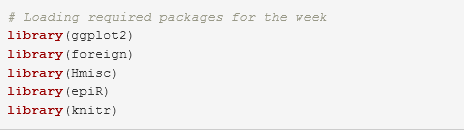 # Loading required packages for the week
library(ggplot2)
library(foreign)
library(Hmisc)
library(epiR)
library(knitr)